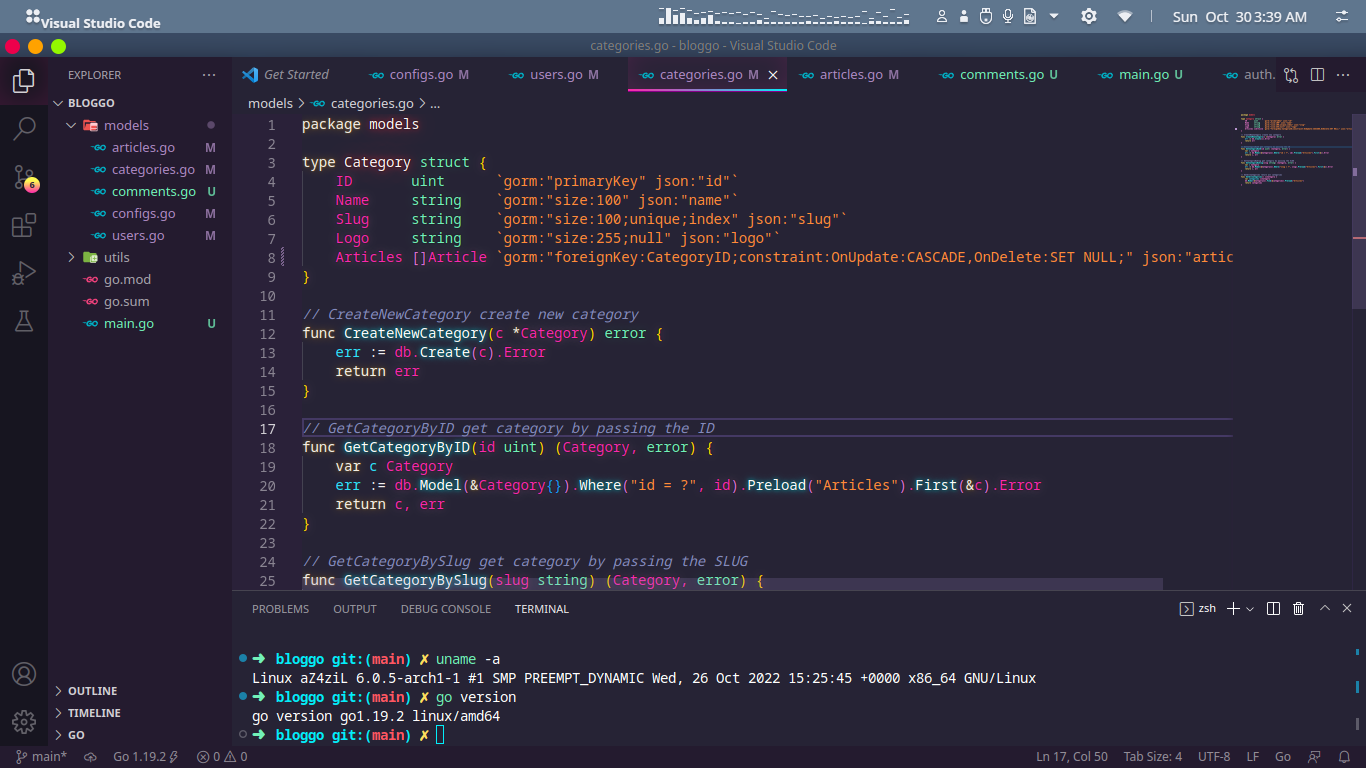 Visual Studio Code
Sun Oct 30 3:39 AM
categories.go - bloggo - Visual Studio Code
EXPLORER
Get Started
configs.go M
users.go M
categories.go M
articles.go M
comments.go U
main.go U
auth.
BLOGGO
models
articles.go M
categories.go M
comments.go U
configs.go M
users.go M
utils
go.mod
go.sum
main.go U
6
OUTLINE
TIMELINE
GO
models > categories.go > ...
1 package models
2
3 type Category struct {
4     ID       uint      `gorm:"primaryKey" json:"id"`
5     Name     string    `gorm:"size:100" json:"name"`
6     Slug     string    `gorm:"size:100;unique;index" json:"slug"`
7     Logo     string    `gorm:"size:255;null" json:"logo"`
8     Articles []Article `gorm:"foreignKey:CategoryID;constraint:OnUpdate:CASCADE,OnDelete:SET NULL;" json:"artic
9 }
10
11 // CreateNewCategory create new category
12 func CreateNewCategory(c *Category) error {
13     err := db.Create(c).Error
14     return err
15 }
16
17 // GetCategoryByID get category by passing the ID
18 func GetCategoryByID(id uint) (Category, error) {
19     var c Category
20     err := db.Model(&Category{}).Where("id = ?", id).Preload("Articles").First(&c).Error
21     return c, err
22 }
23
24 // GetCategoryBySlug get category by passing the SLUG
25 func GetCategoryBySlug(slug string) (Category, error) {
PROBLEMS OUTPUT DEBUG CONSOLE TERMINAL
zsh
➜ bloggo git:(main) ✗ uname -a
Linux aZ4ziL 6.0.5-arch1-1 #1 SMP PREEMPT_DYNAMIC Wed, 26 Oct 2022 15:25:45 +0000 x86_64 GNU/Linux
➜ bloggo git:(main) ✗ go version
go version go1.19.2 linux/amd64
➜ bloggo git:(main) ✗
main* Go 1.19.2 0 0
Ln 17, Col 50 Tab Size: 4 UTF-8 LF Go